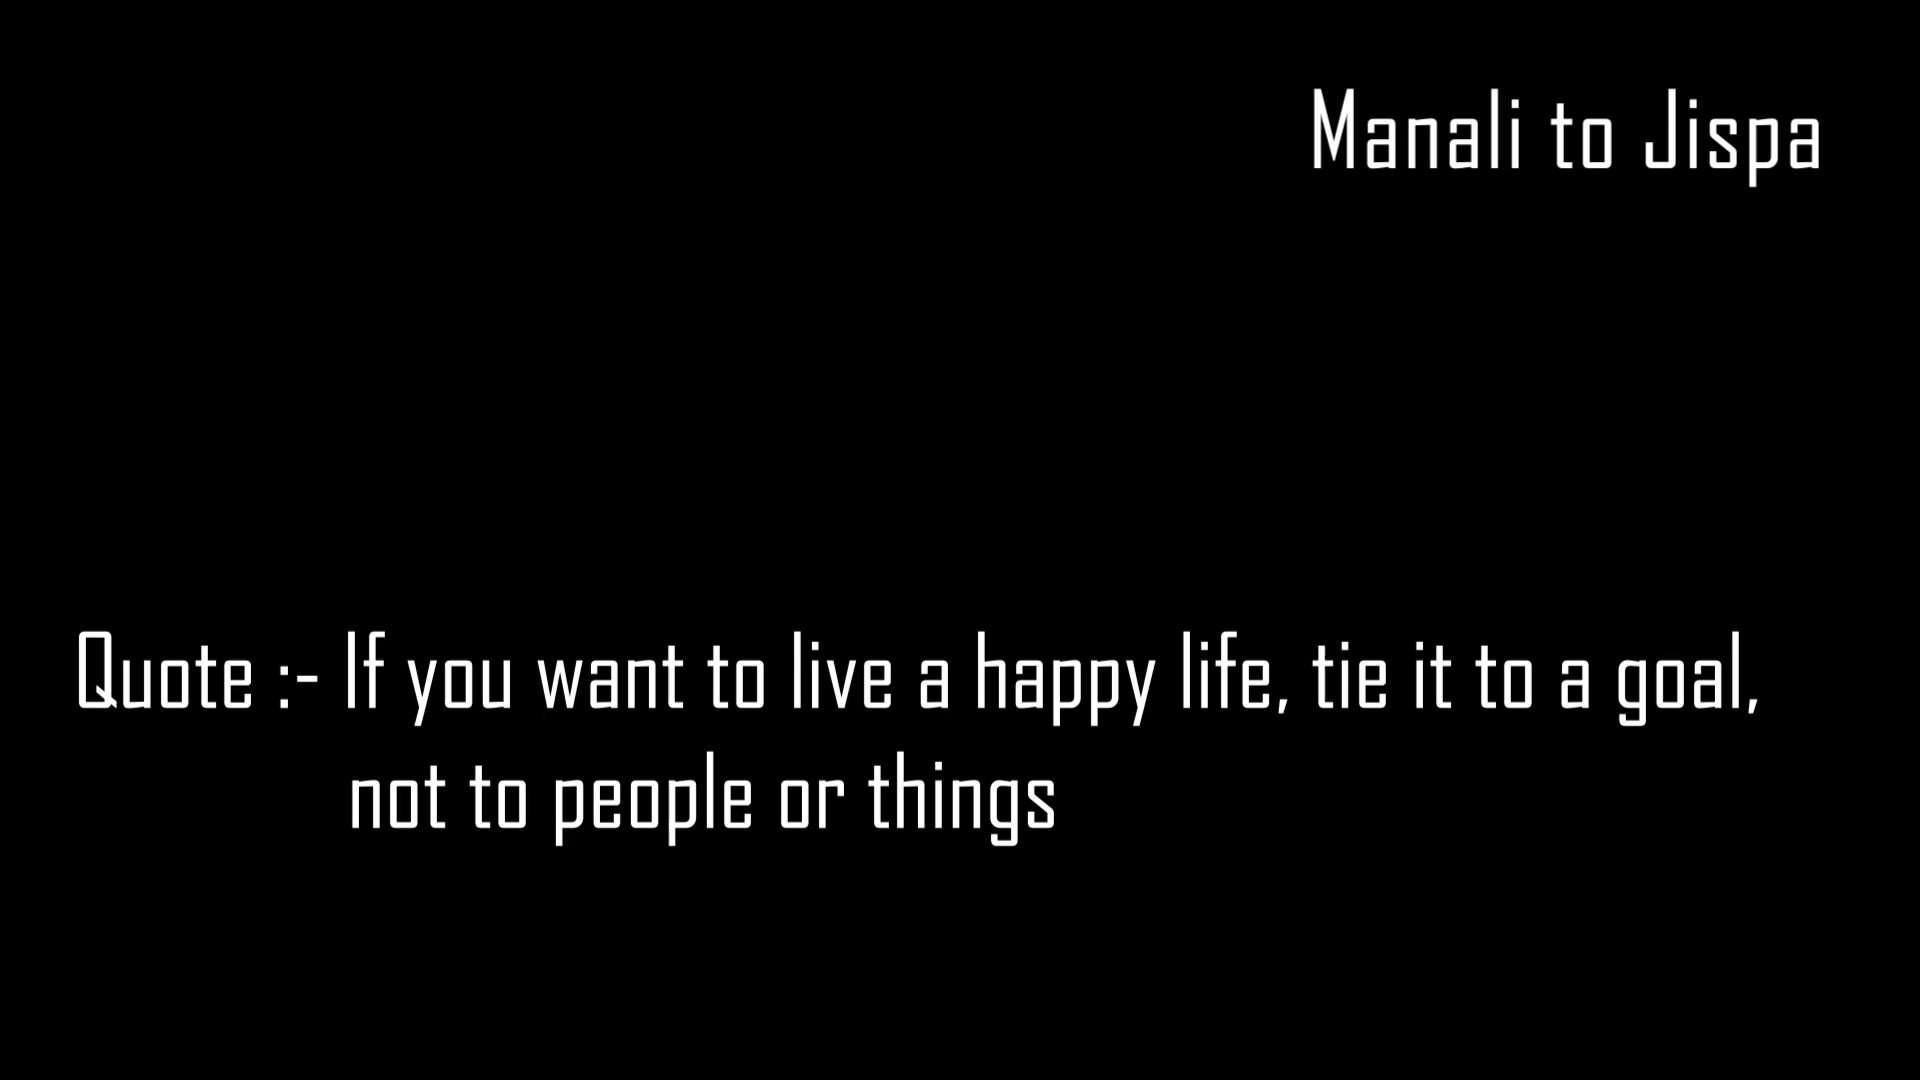 Manali to Jispa
Quote :- If you want to live a happy life, tie it to a goal,
not to people or things